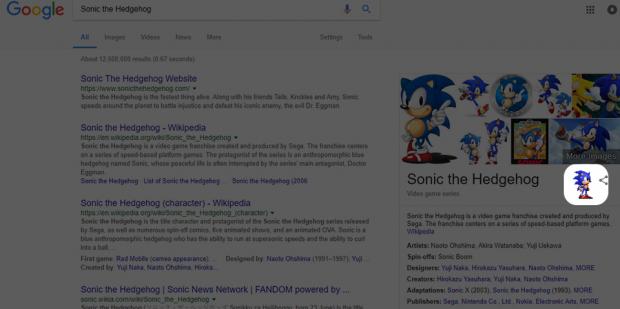 Google
Sonic the Hedgehog
All Images Videos News More Settings Tools
About 12,600,000 results (0.67 seconds)
Sonic The Hedgehog Website
https://www.sonicthehedgehog.com/
Sonic the Hedgehog is the fastest thing alive. Along with his friends Tails, Knuckles and Amy, Sonic
speeds around the planet to battle injustice and defeat his iconic enemy, the evil Dr. Eggman.
Sonic the Hedgehog - Wikipedia
https://en.wikipedia.org/wiki/Sonic_the_Hedgehog
Sonic the Hedgehog is a video game franchise created and produced by Sega. The franchise centers
on a series of speed-based platform games. The protagonist of the series is an anthropomorphic blue
hedgehog named Sonic, whose peaceful life is often interrupted by the series' main antagonist, Doctor
Eggman.
Sonic the Hedgehog · List of Sonic the Hedgehog ... · Sonic the Hedgehog (2006
Sonic the Hedgehog (character) - Wikipedia
https://en.wikipedia.org/wiki/Sonic_the_Hedgehog_(character)
Sonic the Hedgehog is the title character and protagonist of the Sonic the Hedgehog series released
by Sega, as well as numerous spin-off comics, five animated shows, and an animated OVA. Sonic is a
blue anthropomorphic hedgehog who has the ability to run at supersonic speeds and the ability to curl
into a ball ...
First game: Rad Mobile (cameo appearance) ... Designed by: Naoto Ohshima (1991–1997); Yuji ...
Created by: Yuji Naka, Naoto Ohshima, Hiroka...
Sonic the Hedgehog | Sonic News Network | FANDOM powered by ...
sonic.wikia.com/wiki/Sonic_the_Hedgehog
More images
Sonic the Hedgehog
Video game series
Sonic the Hedgehog is a video game franchise created and produced by
Sega. The franchise centers on a series of speed-based platform games.
Wikipedia
Artists: Naoto Ohshima, Akira Watanabe, Yuji Uekawa
Spin-offs: Sonic Boom
Designers: Yuji Naka, Hirokazu Yasuhara, Naoto Ohshima, MORE
Creators: Hirokazu Yasuhara, Yuji Naka, Naoto Ohshima
Adaptations: Sonic X (2003), Sonic the Hedgehog (1993), MORE
Publishers: Sega, Nintendo Co., Ltd., Nokia, Electronic Arts, MORE